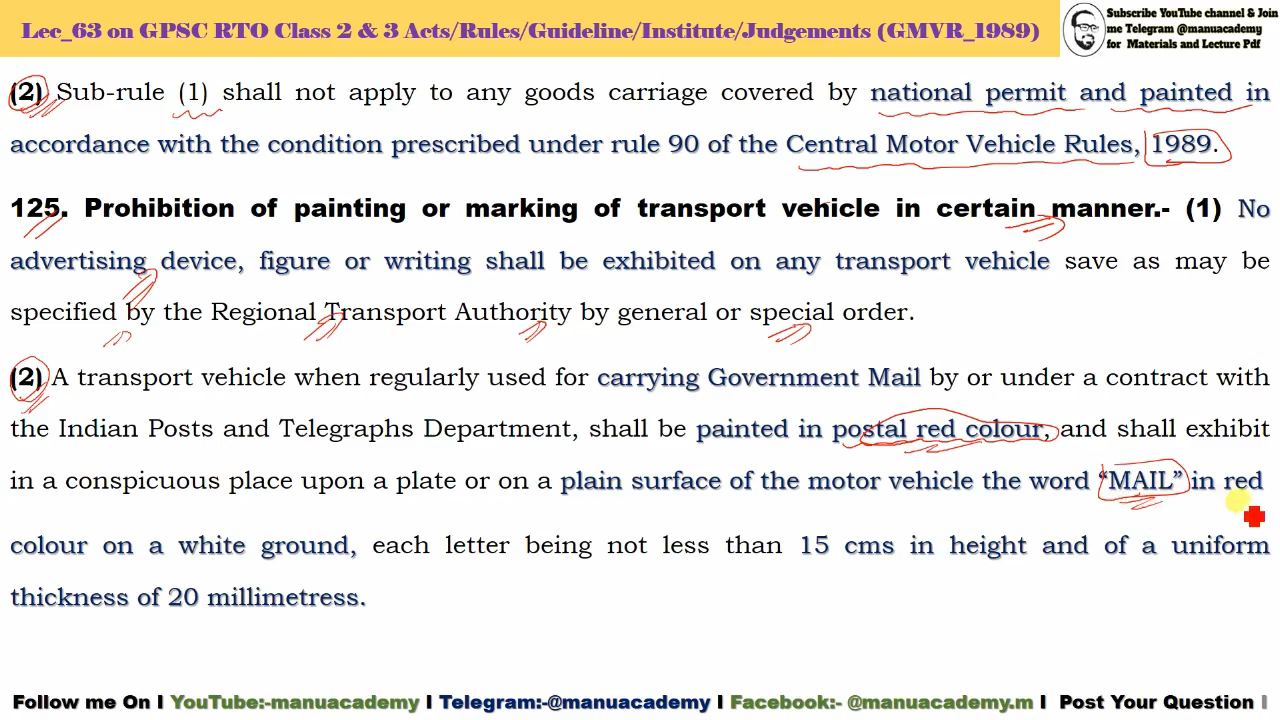 Lec_63 on GPSC RTO Class 2 & 3 Acts/Rules/Guideline/Institute/Judgements (GMVR_1989)
Subscribe YouTube channel & Join
me Telegram @manuacademy
for Materials and Lecture Pdf
(2) Sub-rule (1) shall not apply to any goods carriage covered by national permit and painted in
accordance with the condition prescribed under rule 90 of the Central Motor Vehicle Rules, 1989.
125. Prohibition of painting or marking of transport vehicle in certain manner.- (1) No
advertising device, figure or writing shall be exhibited on any transport vehicle save as may be
specified by the Regional Transport Authority by general or special order.
(2) A transport vehicle when regularly used for carrying Government Mail by or under a contract with
the Indian Posts and Telegraphs Department, shall be painted in postal red colour, and shall exhibit
in a conspicuous place upon a plate or on a plain surface of the motor vehicle the word “MAIL” in red
colour on a white ground, each letter being not less than 15 cms in height and of a uniform
thickness of 20 millimetress.
Follow me On I YouTube:-manuacademy I Telegram:-@manuacademy I Facebook:- @manuacademy.m I Post Your Question I